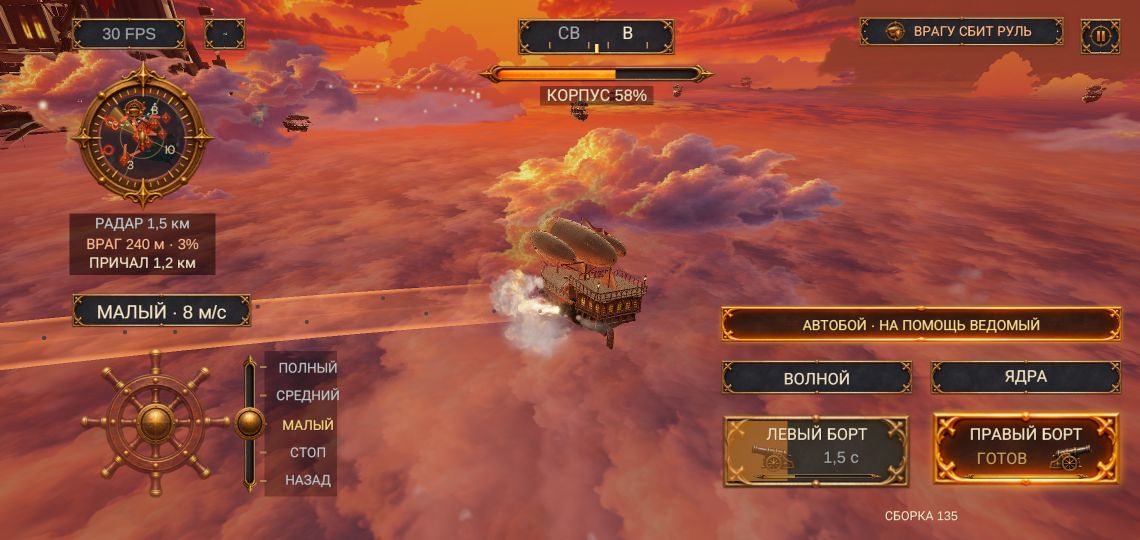 30 FPS
СВ В
ВРАГУ СБИТ РУЛЬ
КОРПУС 58%
В
Ю
З
РАДАР 1,5 км
ВРАГ 240 м · 3%
ПРИЧАЛ 1,2 км
МАЛЫЙ · 8 м/с
ПОЛНЫЙ
СРЕДНИЙ
МАЛЫЙ
СТОП
НАЗАД
АВТОБОЙ · НА ПОМОЩЬ ВЕДОМЫЙ
ВОЛНОЙ
ЯДРА
ЛЕВЫЙ БОРТ
1,5 с
ПРАВЫЙ БОРТ
ГОТОВ
СБОРКА 135